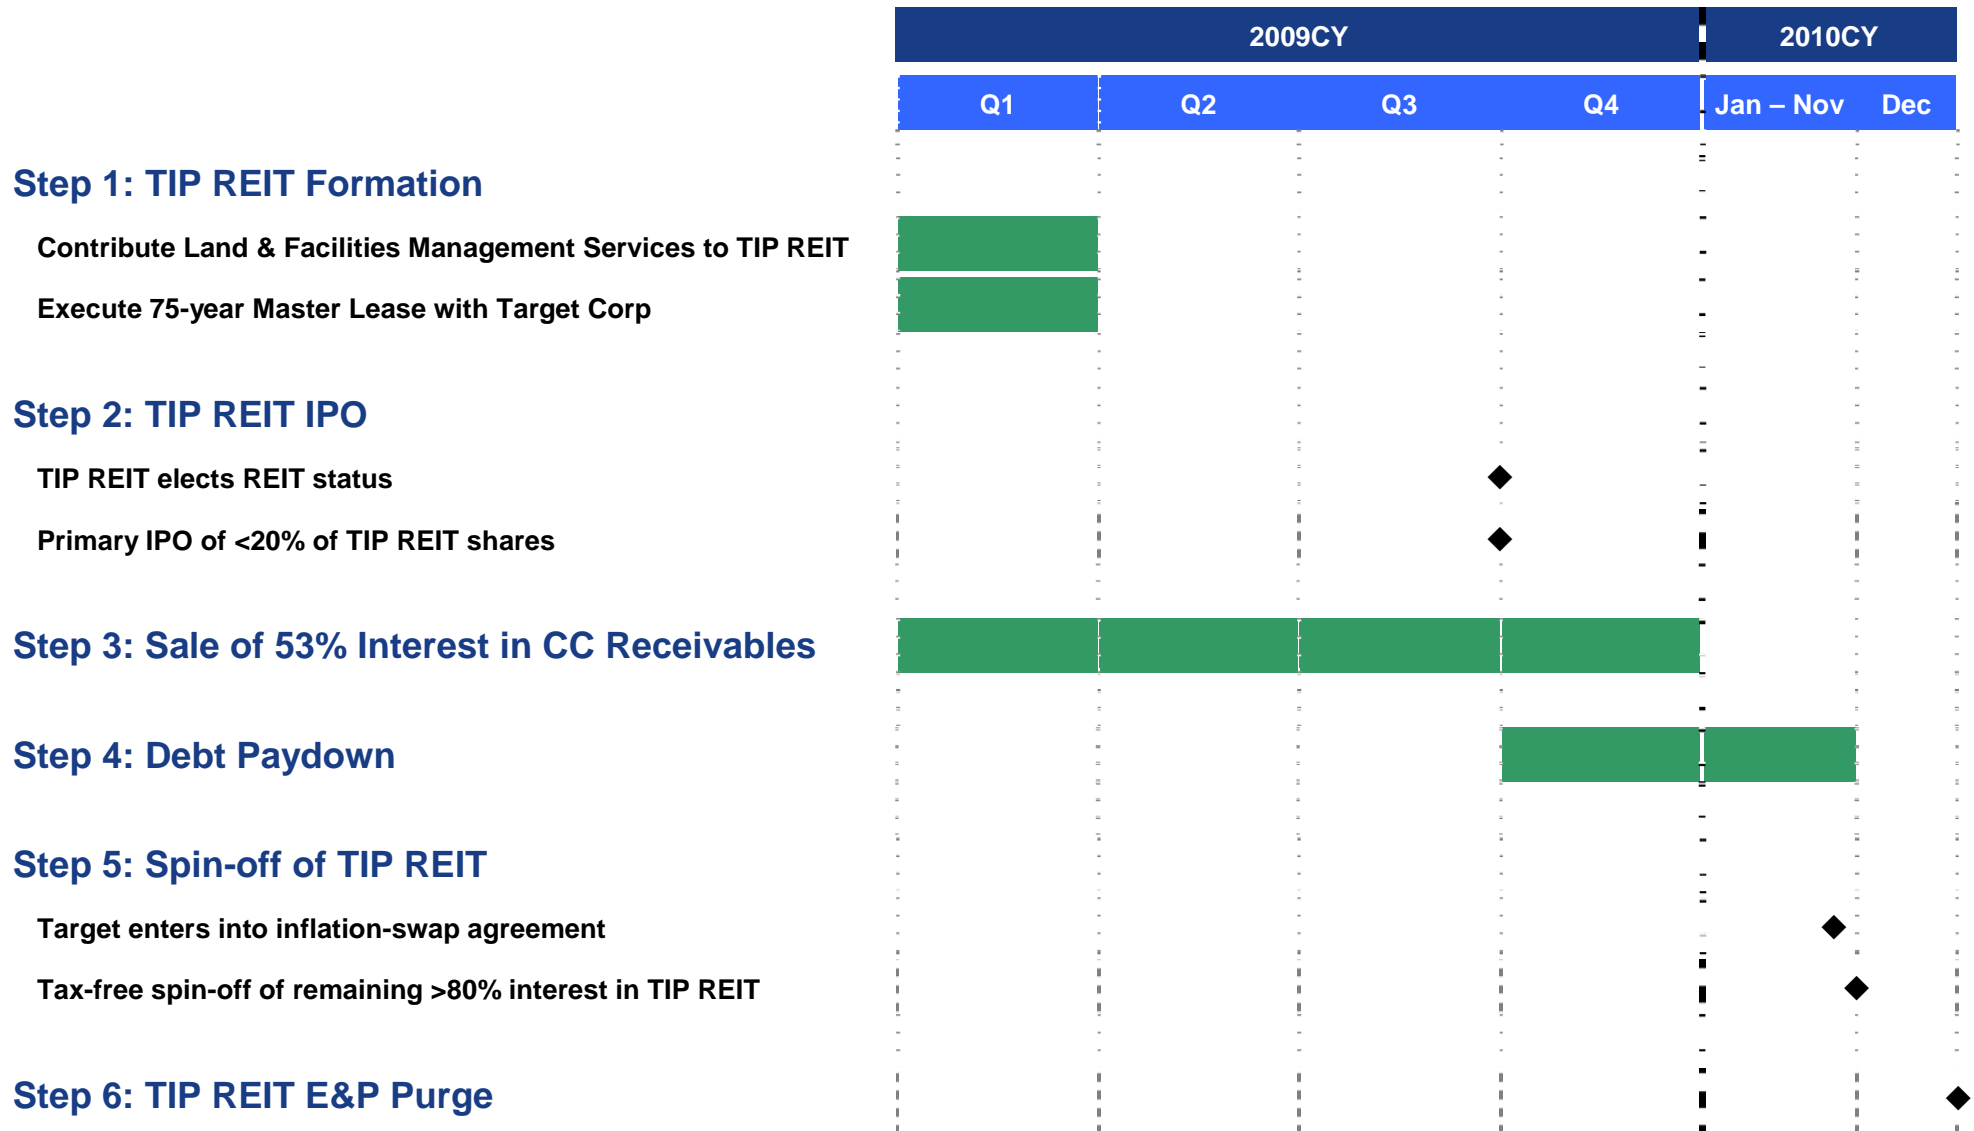 2009CY 2010CY
Q1 Q2 Q3 Q4 Jan – Nov Dec
Step 1: TIP REIT Formation
Contribute Land & Facilities Management Services to TIP REIT
Execute 75-year Master Lease with Target Corp
Step 2: TIP REIT IPO
TIP REIT elects REIT status
Primary IPO of <20% of TIP REIT shares
Step 3: Sale of 53% Interest in CC Receivables
Step 4: Debt Paydown
Step 5: Spin-off of TIP REIT
Target enters into inflation-swap agreement
Tax-free spin-off of remaining >80% interest in TIP REIT
Step 6: TIP REIT E&P Purge